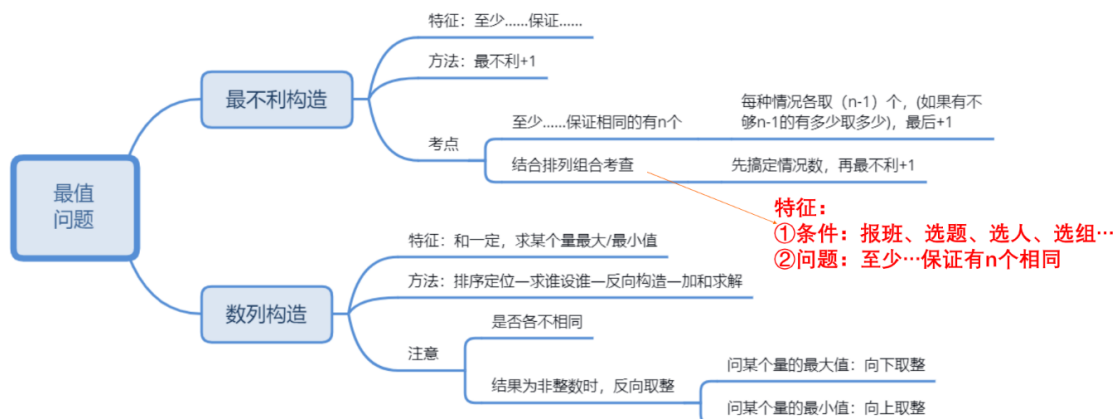 特征：至少……保证……
方法：最不利+1
最不利构造
每种情况各取（n-1）个，(如果有不
够n-1的有多少取多少)，最后+1
至少……保证相同的有n个
考点
结合排列组合考查
先搞定情况数，再最不利+1
最值
问题
特征：
①条件：报班、选题、选人、选组…
②问题：至少…保证有n个相同
特征：和一定，求某个量最大/最小值
方法：排序定位—求谁设谁—反向构造—加和求解
数列构造
是否各不相同
注意
问某个量的最大值：向下取整
结果为非整数时，反向取整
问某个量的最小值：向上取整